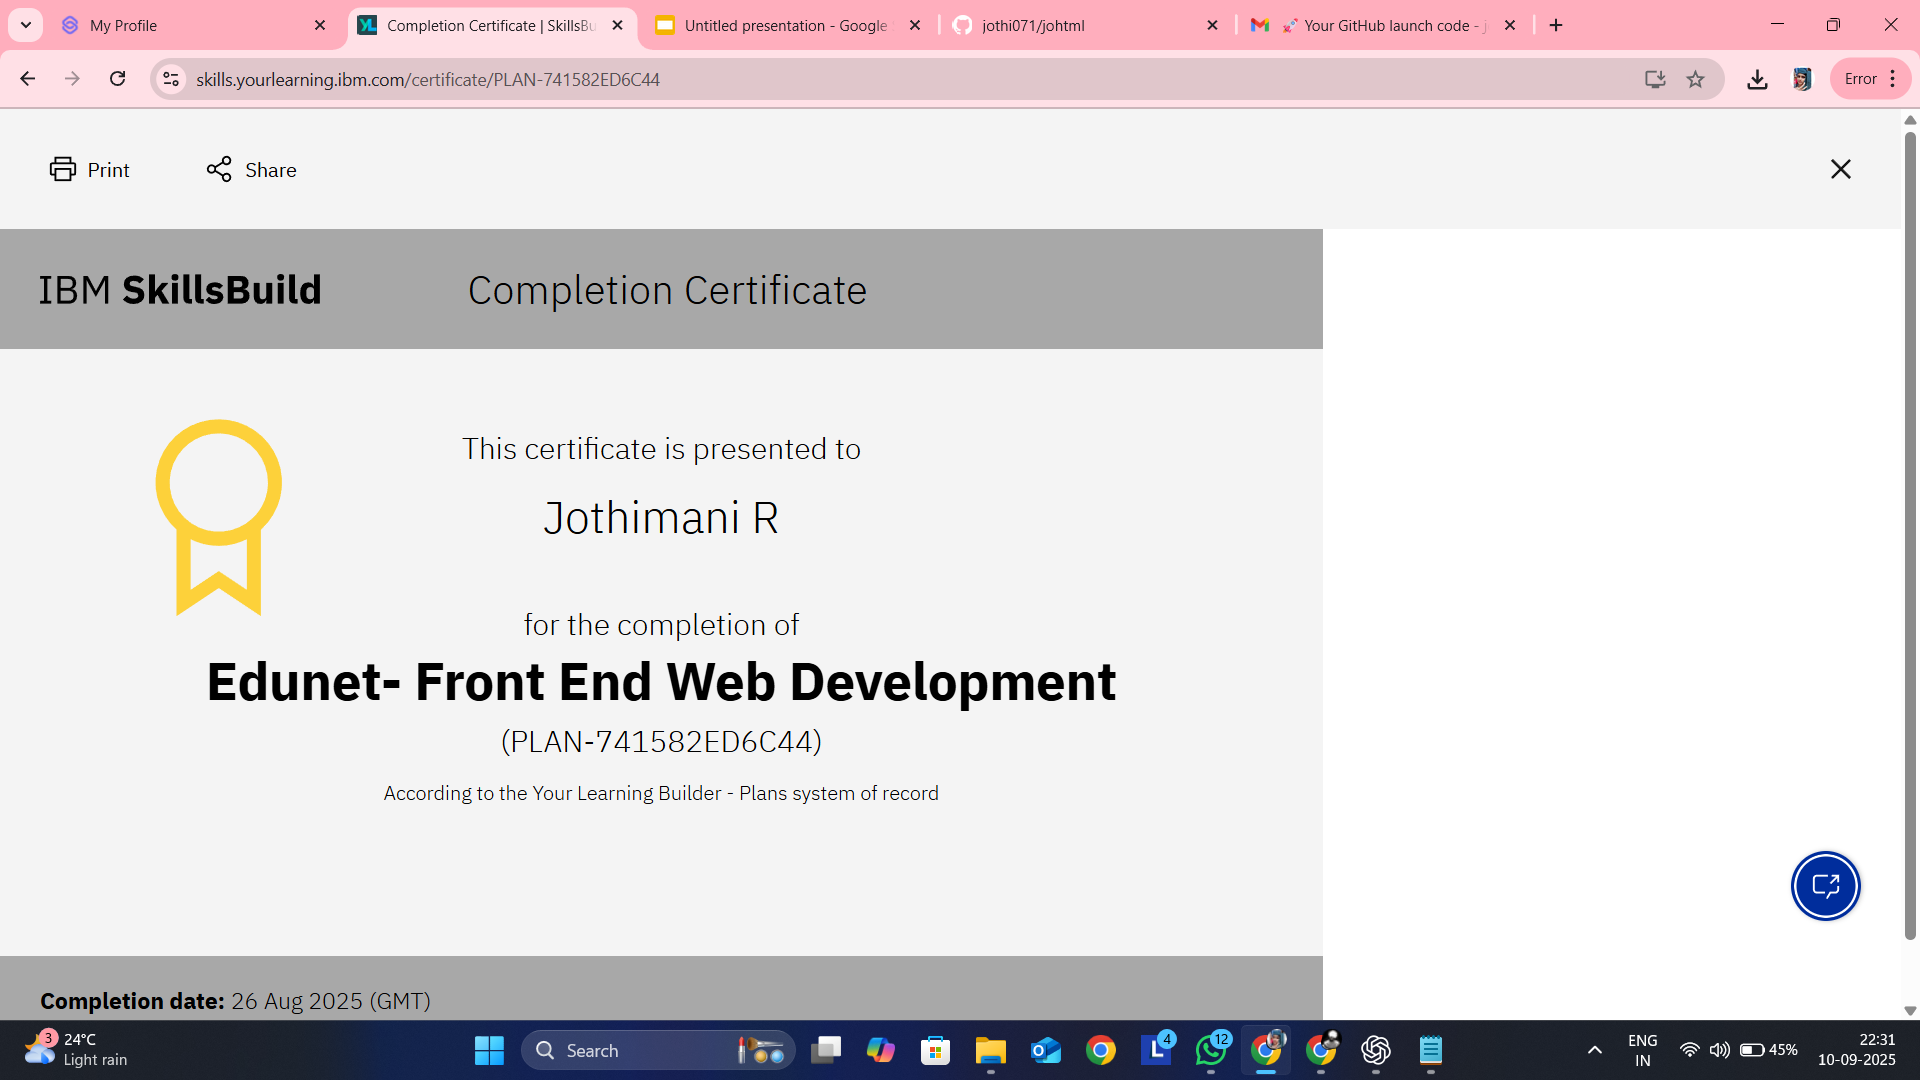 My Profile
Completion Certificate | SkillsBu
Untitled presentation - Google
jothi071/johtml
🚀 Your GitHub launch code - j
skills.yourlearning.ibm.com/certificate/PLAN-741582ED6C44
Error
Print
Share
IBM SkillsBuild
Completion Certificate
This certificate is presented to
Jothimani R
for the completion of
Edunet- Front End Web Development
(PLAN-741582ED6C44)
According to the Your Learning Builder - Plans system of record
Completion date: 26 Aug 2025 (GMT)
3
24°C
Light rain
Search
L
4
12
ENG
IN
45%
22:31
10-09-2025